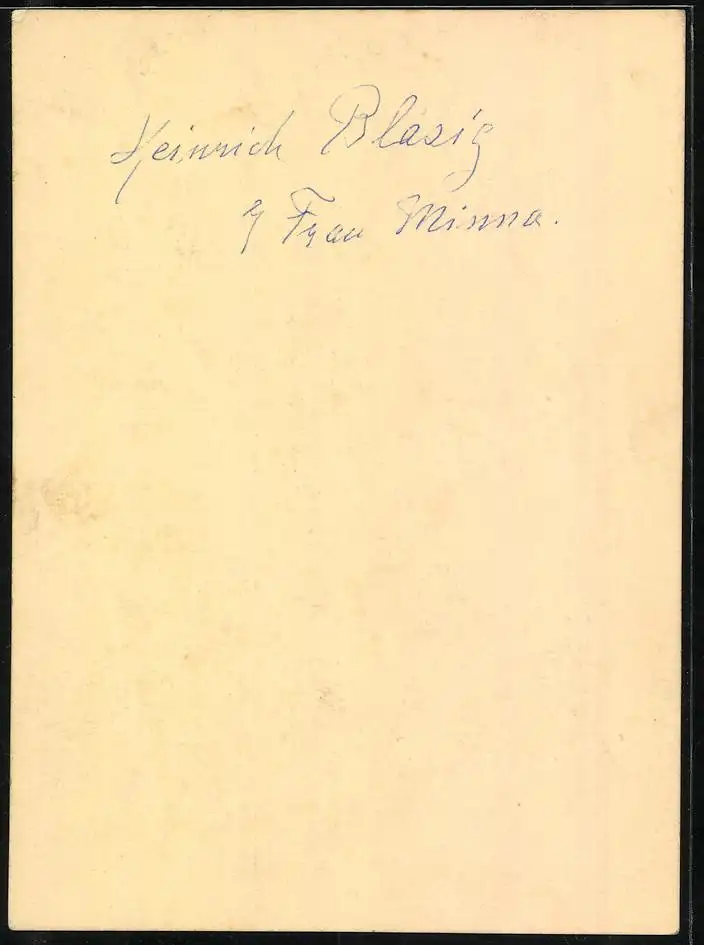 Heinrich Blasig
& Frau Minna.